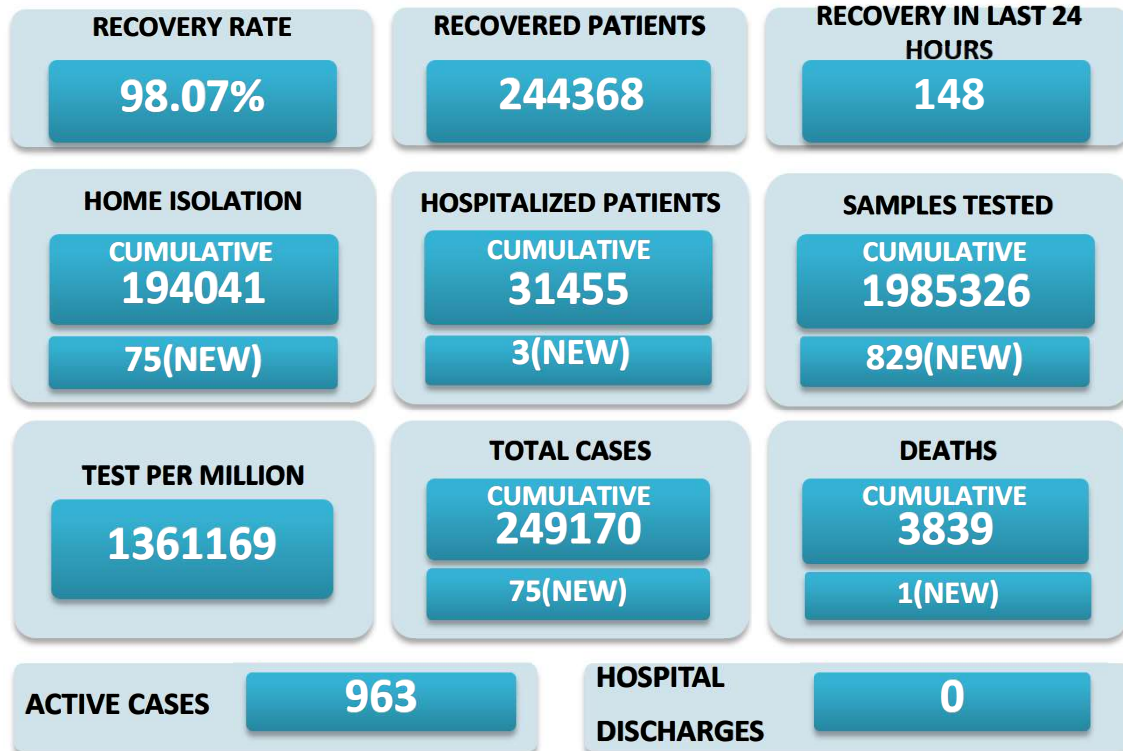 RECOVERY RATE
98.07%
RECOVERED PATIENTS
244368
RECOVERY IN LAST 24
HOURS
148
HOME ISOLATION
CUMULATIVE
194041
75(NEW)
HOSPITALIZED PATIENTS
CUMULATIVE
31455
3(NEW)
SAMPLES TESTED
CUMULATIVE
1985326
829(NEW)
TEST PER MILLION
1361169
TOTAL CASES
CUMULATIVE
249170
75(NEW)
DEATHS
CUMULATIVE
3839
1(NEW)
ACTIVE CASES
963
HOSPITAL
DISCHARGES
0